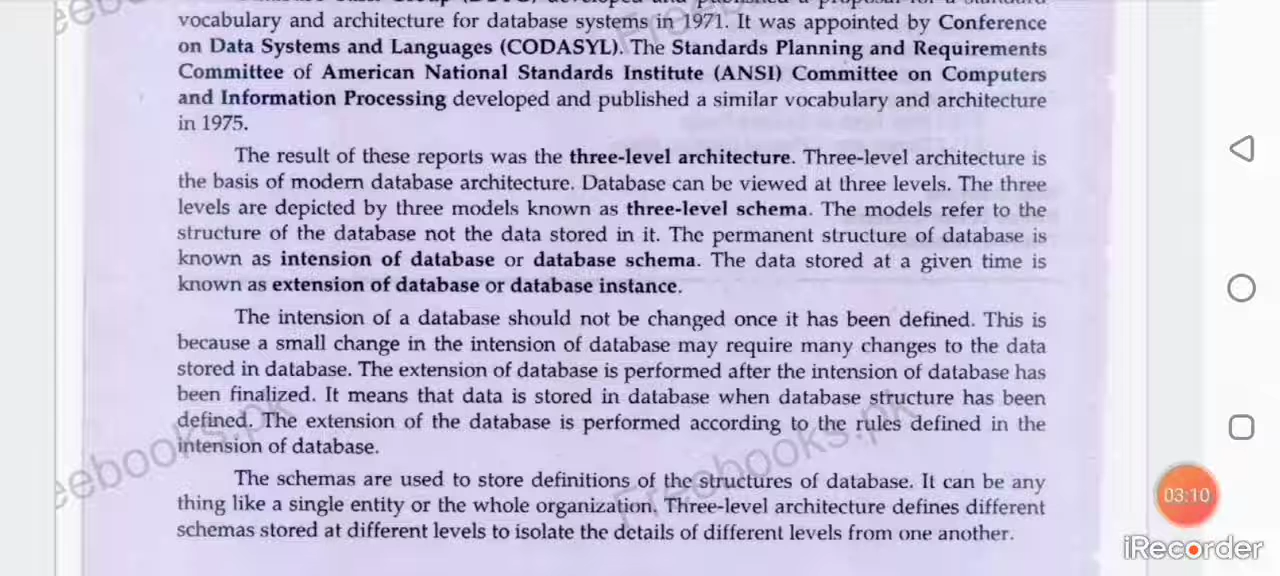 vocabulary and architecture for database systems in 1971. It was appointed by Conference
on Data Systems and Languages (CODASYL). The Standards Planning and Requirements
Committee of American National Standards Institute (ANSI) Committee on Computers
and Information Processing developed and published a similar vocabulary and architecture
in 1975.
The result of these reports was the three-level architecture. Three-level architecture is
the basis of modern database architecture. Database can be viewed at three levels. The three
levels are depicted by three models known as three-level schema. The models refer to the
structure of the database not the data stored in it. The permanent structure of database is
known as intension of database or database schema. The data stored at a given time is
known as extension of database or database instance.
The intension of a database should not be changed once it has been defined. This is
because a small change in the intension of database may require many changes to the data
stored in database. The extension of database is performed after the intension of database has
been finalized. It means that data is stored in database when database structure has been
defined. The extension of the database is performed according to the rules defined in the
intension of database.
The schemas are used to store definitions of the structures of database. It can be any
thing like a single entity or the whole organization. Three-level architecture defines different
schemas stored at different levels to isolate the details of different levels from one another.
eebooks.pk
Freebooks.pk
03:10
iRecorder